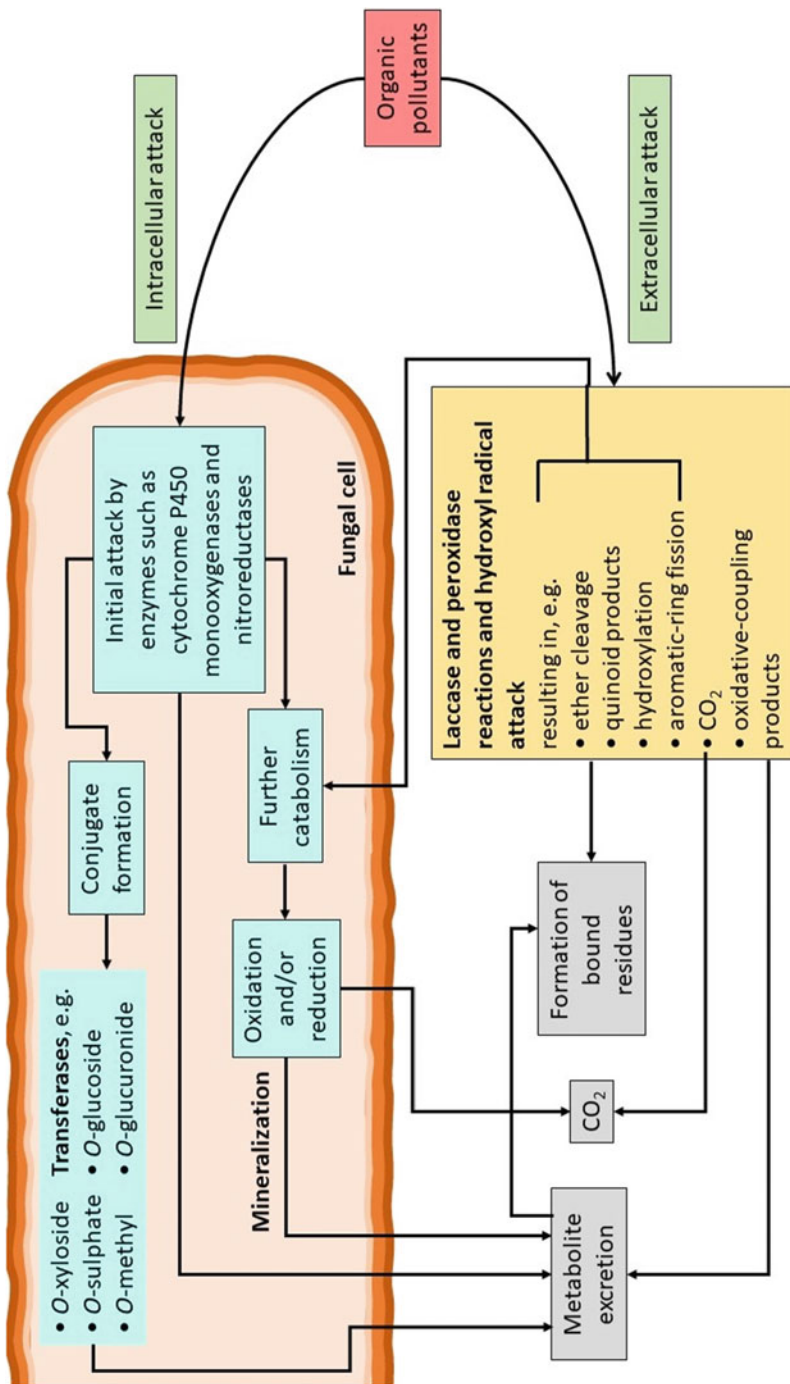 Organic
pollutants
Intracellular attack
Extracellular attack
Initial attack by
enzymes such as
cytochrome P450
monooxygenases and
nitroreductases
Fungal cell
Conjugate
formation
Further
catabolism
Transferases, e.g.
• O-xyloside • O-glucoside
• O-sulphate • O-glucuronide
• O-methyl
Oxidation
and/or
reduction
Mineralization
Laccase and peroxidase
reactions and hydroxyl radical
attack
resulting in, e.g.
• ether cleavage
• quinoid products
• hydroxylation
• aromatic-ring fission
• CO₂
• oxidative-coupling
products
Formation of
bound
residues
CO₂
Metabolite
excretion